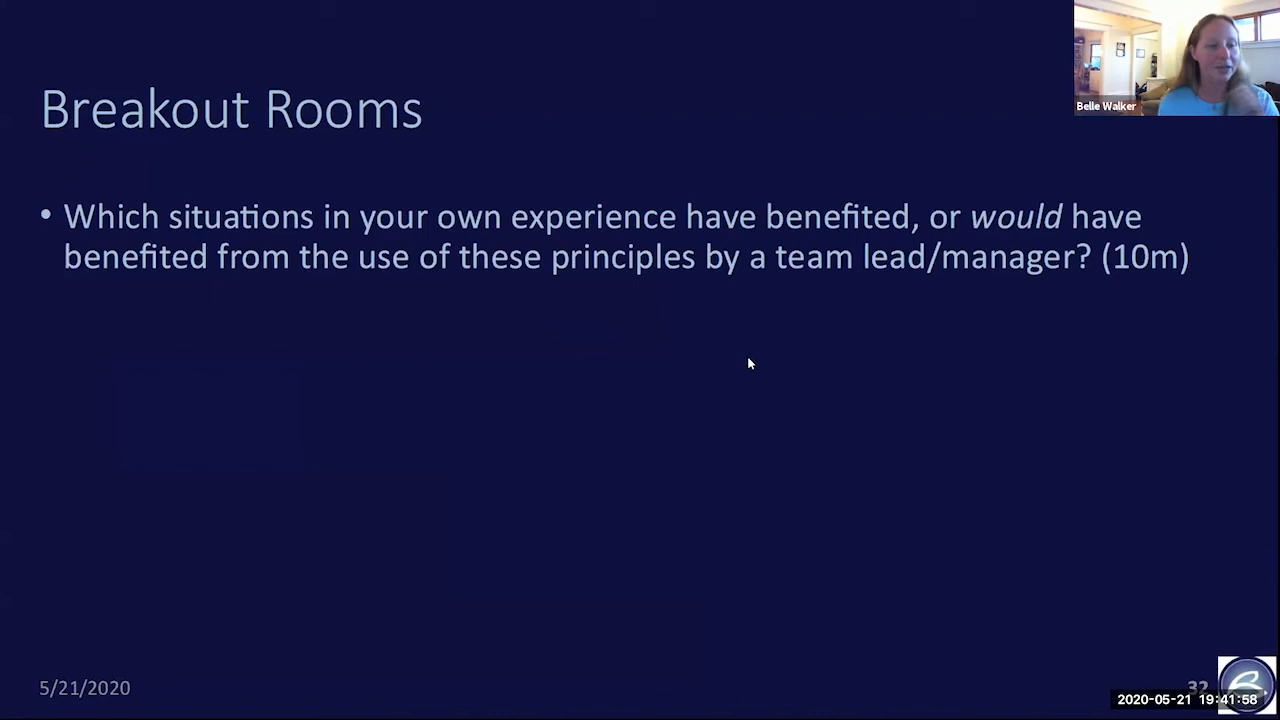 Belle Walker
Breakout Rooms
• Which situations in your own experience have benefited, or would have
benefited from the use of these principles by a team lead/manager? (10m)
5/21/2020
32
2020-05-21 19:41:58